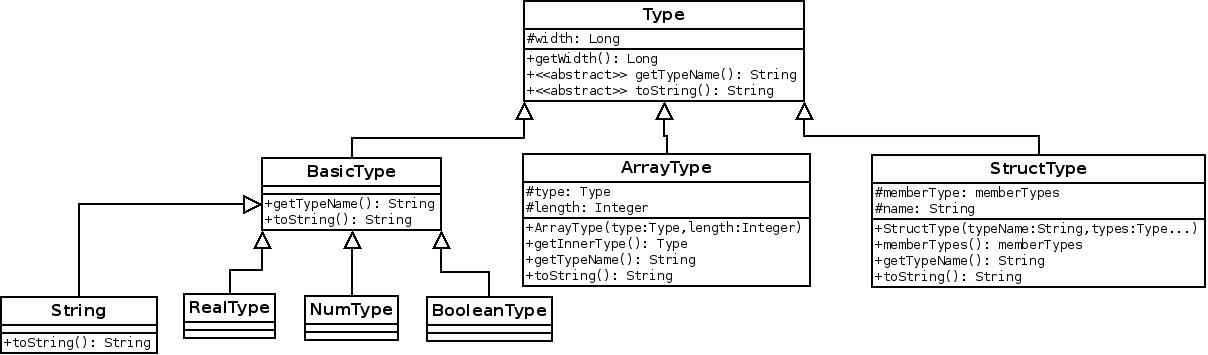 Type
#width: Long
+getWidth(): Long
+<<abstract>> getTypeName(): String
+<<abstract>> toString(): String
BasicType
+getTypeName(): String
+toString(): String
ArrayType
#type: Type
#length: Integer
+ArrayType(type:Type,length:Integer)
+getInnerType(): Type
+getTypeName(): String
+toString(): String
StructType
#memberType: memberTypes
#name: String
+StructType(typeName:String,types:Type...)
+memberTypes(): memberTypes
+getTypeName(): String
+toString(): String
String
+toString(): String
RealType
NumType
BooleanType